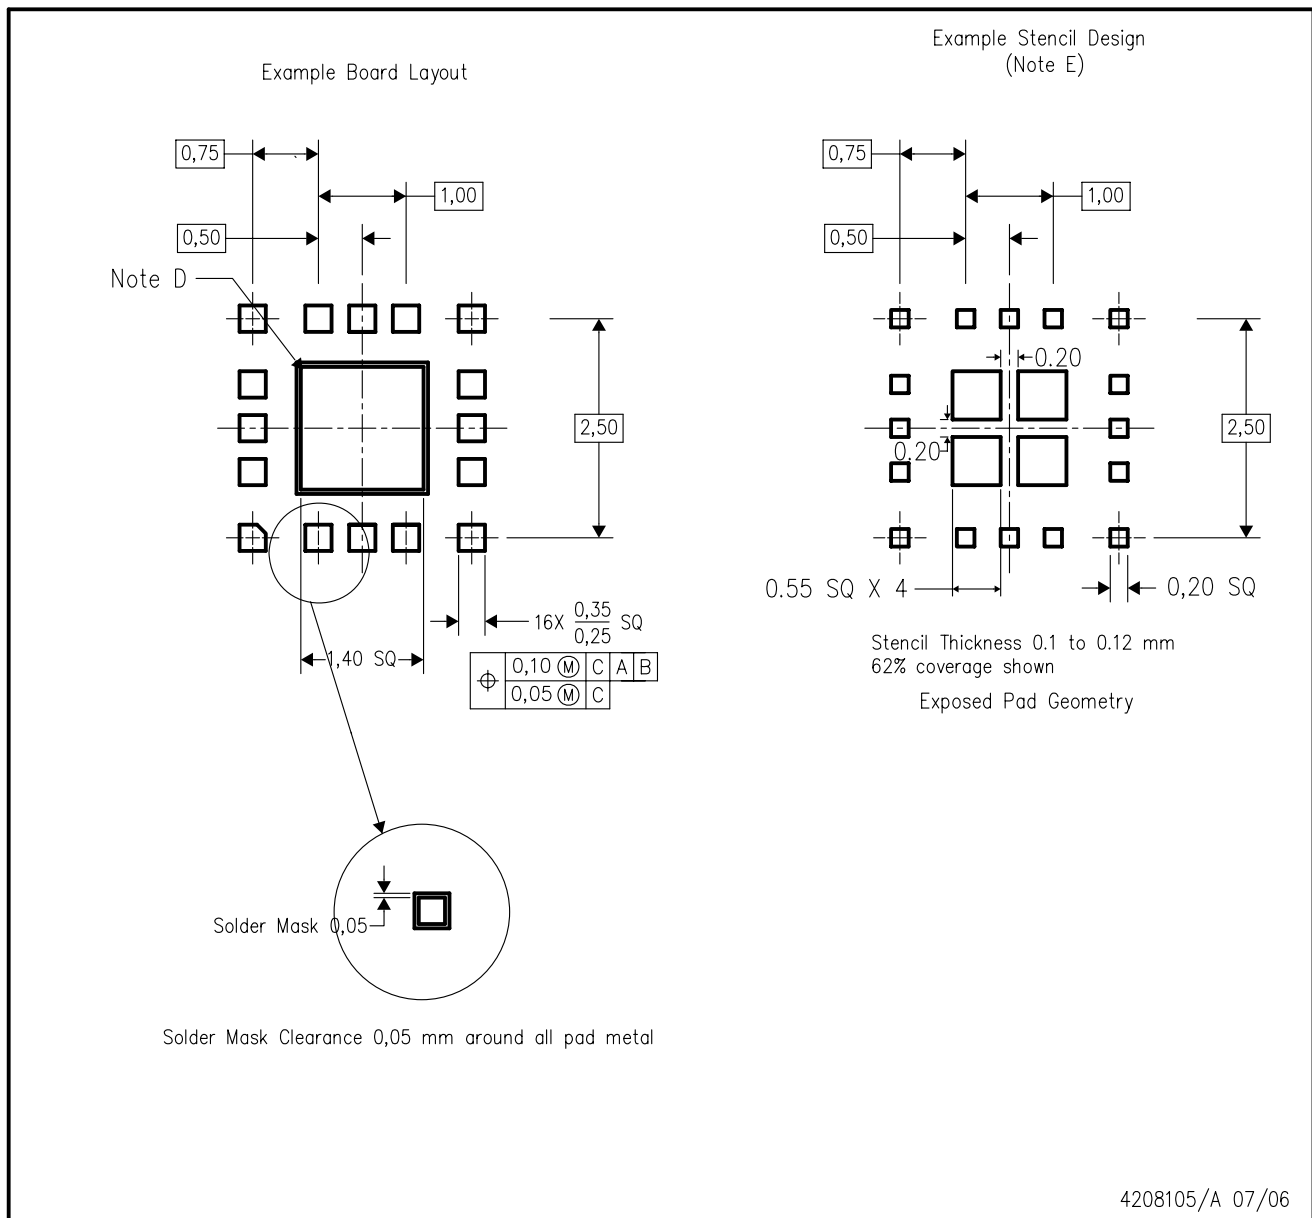 Example Board Layout
0,75
1,00
0,50
Note D
2,50
16X 0,35
0,25 SQ
1,40 SQ
0,10 Ⓜ C A B
0,05 Ⓜ C
Solder Mask 0,05
Solder Mask Clearance 0,05 mm around all pad metal
Example Stencil Design
(Note E)
0,75
1,00
0,50
0.20
2,50
0.20
0.55 SQ X 4
0,20 SQ
Stencil Thickness 0.1 to 0.12 mm
62% coverage shown
Exposed Pad Geometry
4208105/A 07/06